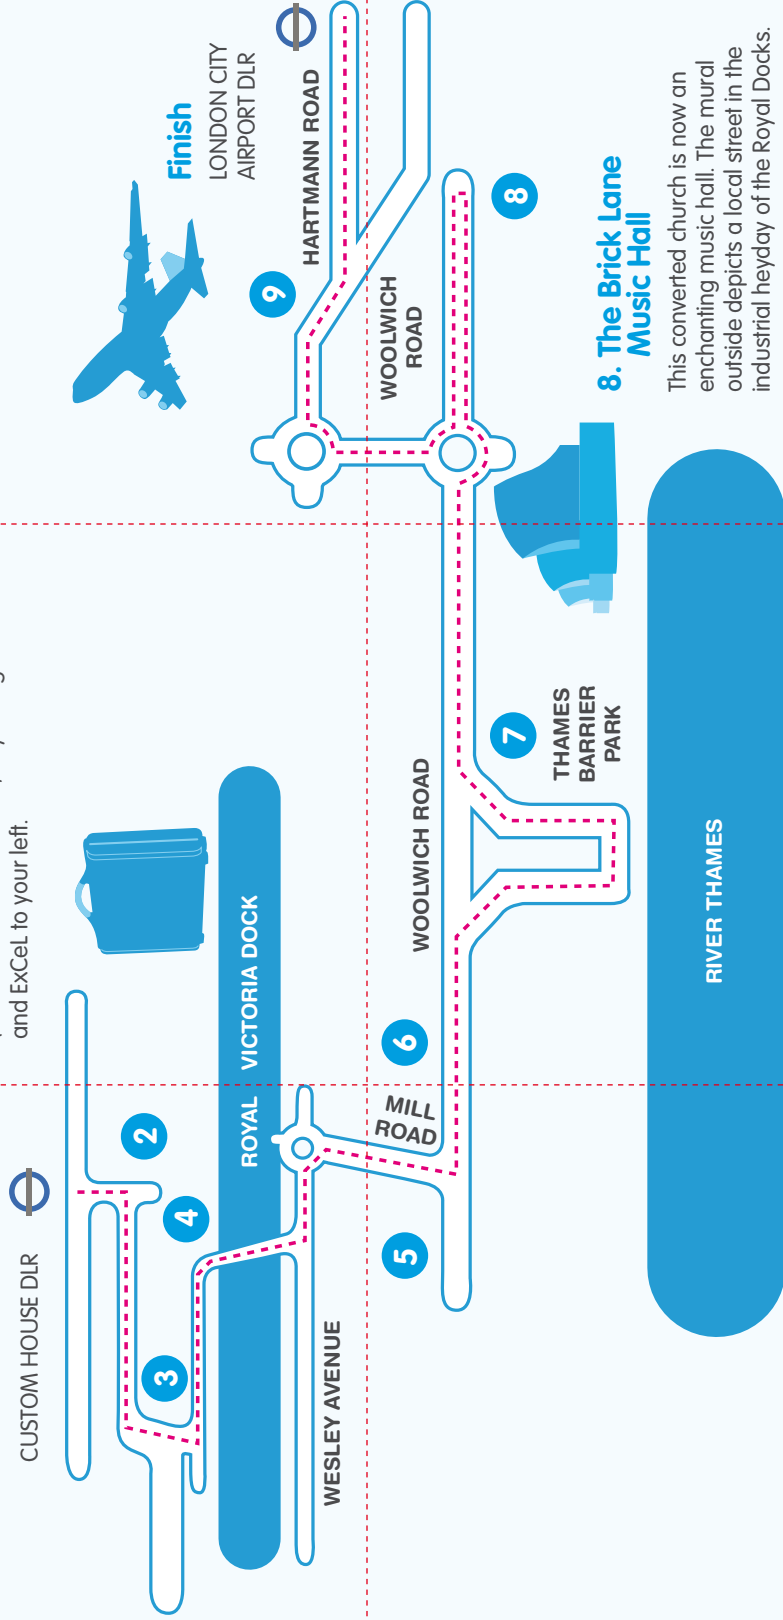 and ExCeL to your left.
CUSTOM HOUSE DLR
2
3
4
ROYAL VICTORIA DOCK
WESLEY AVENUE
MILL
ROAD
5
6
WOOLWICH ROAD
7
THAMES
BARRIER
PARK
RIVER THAMES
WOOLWICH
ROAD
8
9
HARTMANN ROAD
Finish
LONDON CITY
AIRPORT DLR
8. The Brick Lane
Music Hall
This converted church is now an
enchanting music hall. The mural
outside depicts a local street in the
industrial heyday of the Royal Docks.